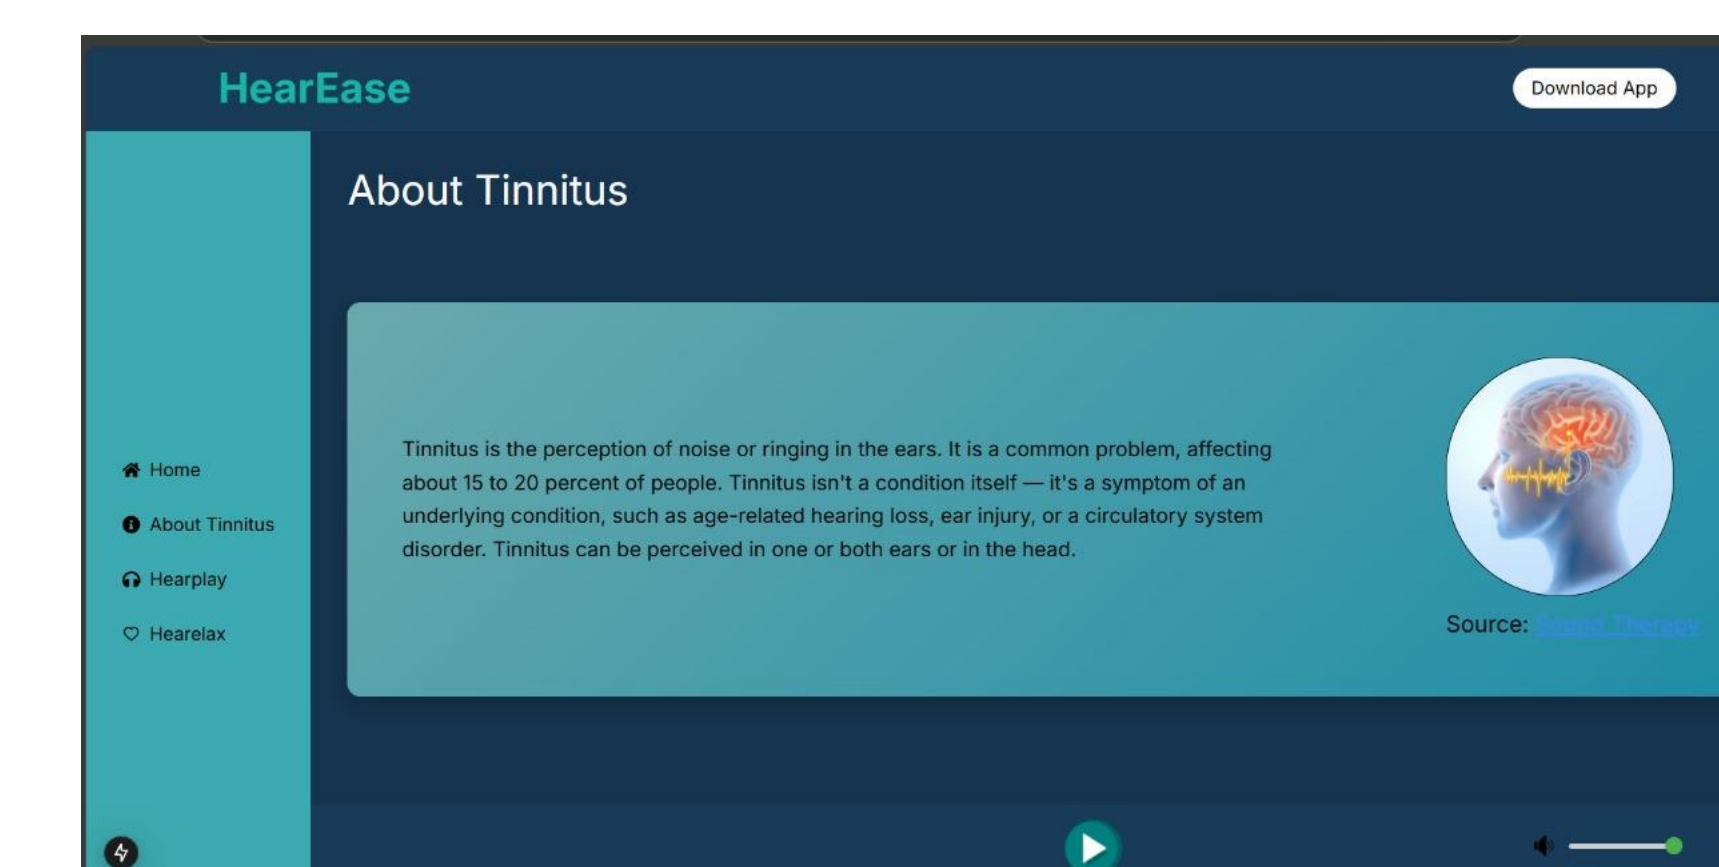 HearEase
Download App
About Tinnitus
Home
About Tinnitus
Hearplay
Hearelax
Tinnitus is the perception of noise or ringing in the ears. It is a common problem, affecting
about 15 to 20 percent of people. Tinnitus isn't a condition itself — it's a symptom of an
underlying condition, such as age-related hearing loss, ear injury, or a circulatory system
disorder. Tinnitus can be perceived in one or both ears or in the head.
Source: Sound Therapy